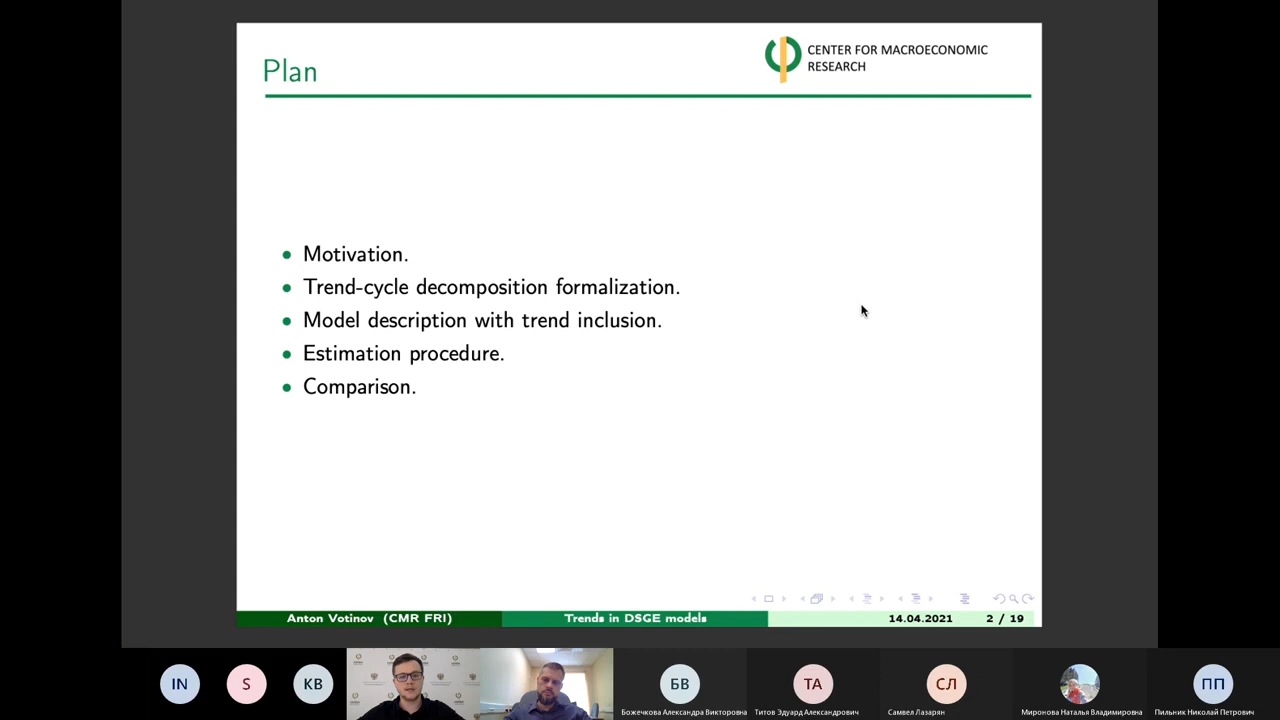 Plan
CENTER FOR MACROECONOMIC
RESEARCH
• Motivation.
• Trend-cycle decomposition formalization.
• Model description with trend inclusion.
• Estimation procedure.
• Comparison.
Anton Votinov (CMR FRI)
Trends in DSGE models
14.04.2021
2 / 19
IN
S
КВ
БВ
ТА
СЛ
ПП
Божечкова Александра Викторовна
Титов Эдуард Александрович
Самвел Лазарян
Миронова Наталья Владимировна
Пильник Николай Петрович